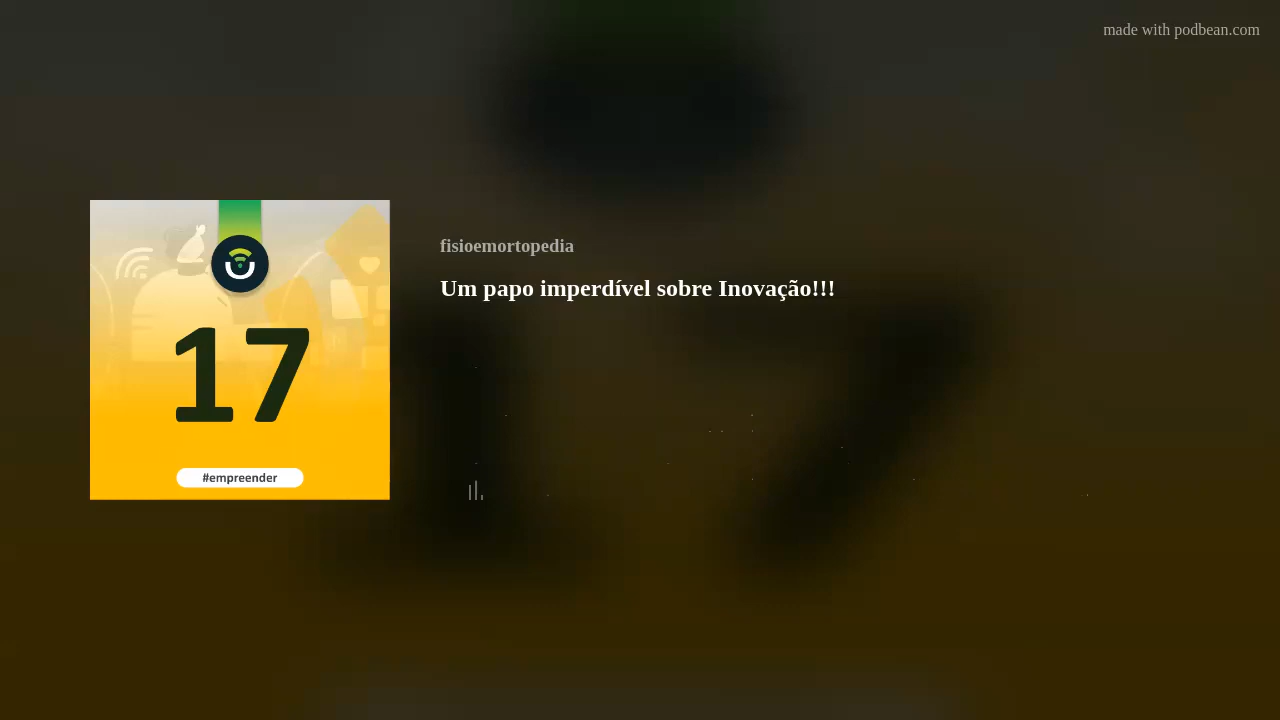 made with podbean.com
fisioemortopedia
Um papo imperdível sobre Inovação!!!
17
#empreender